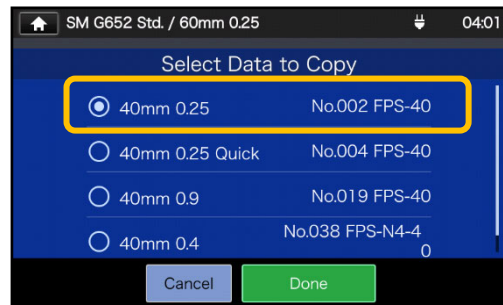 SM G652 Std. / 60mm 0.25 04:01
Select Data to Copy
40mm 0.25 No.002 FPS-40
40mm 0.25 Quick No.004 FPS-40
40mm 0.9 No.019 FPS-40
40mm 0.4 No.038 FPS-N4-4
0
Cancel Done